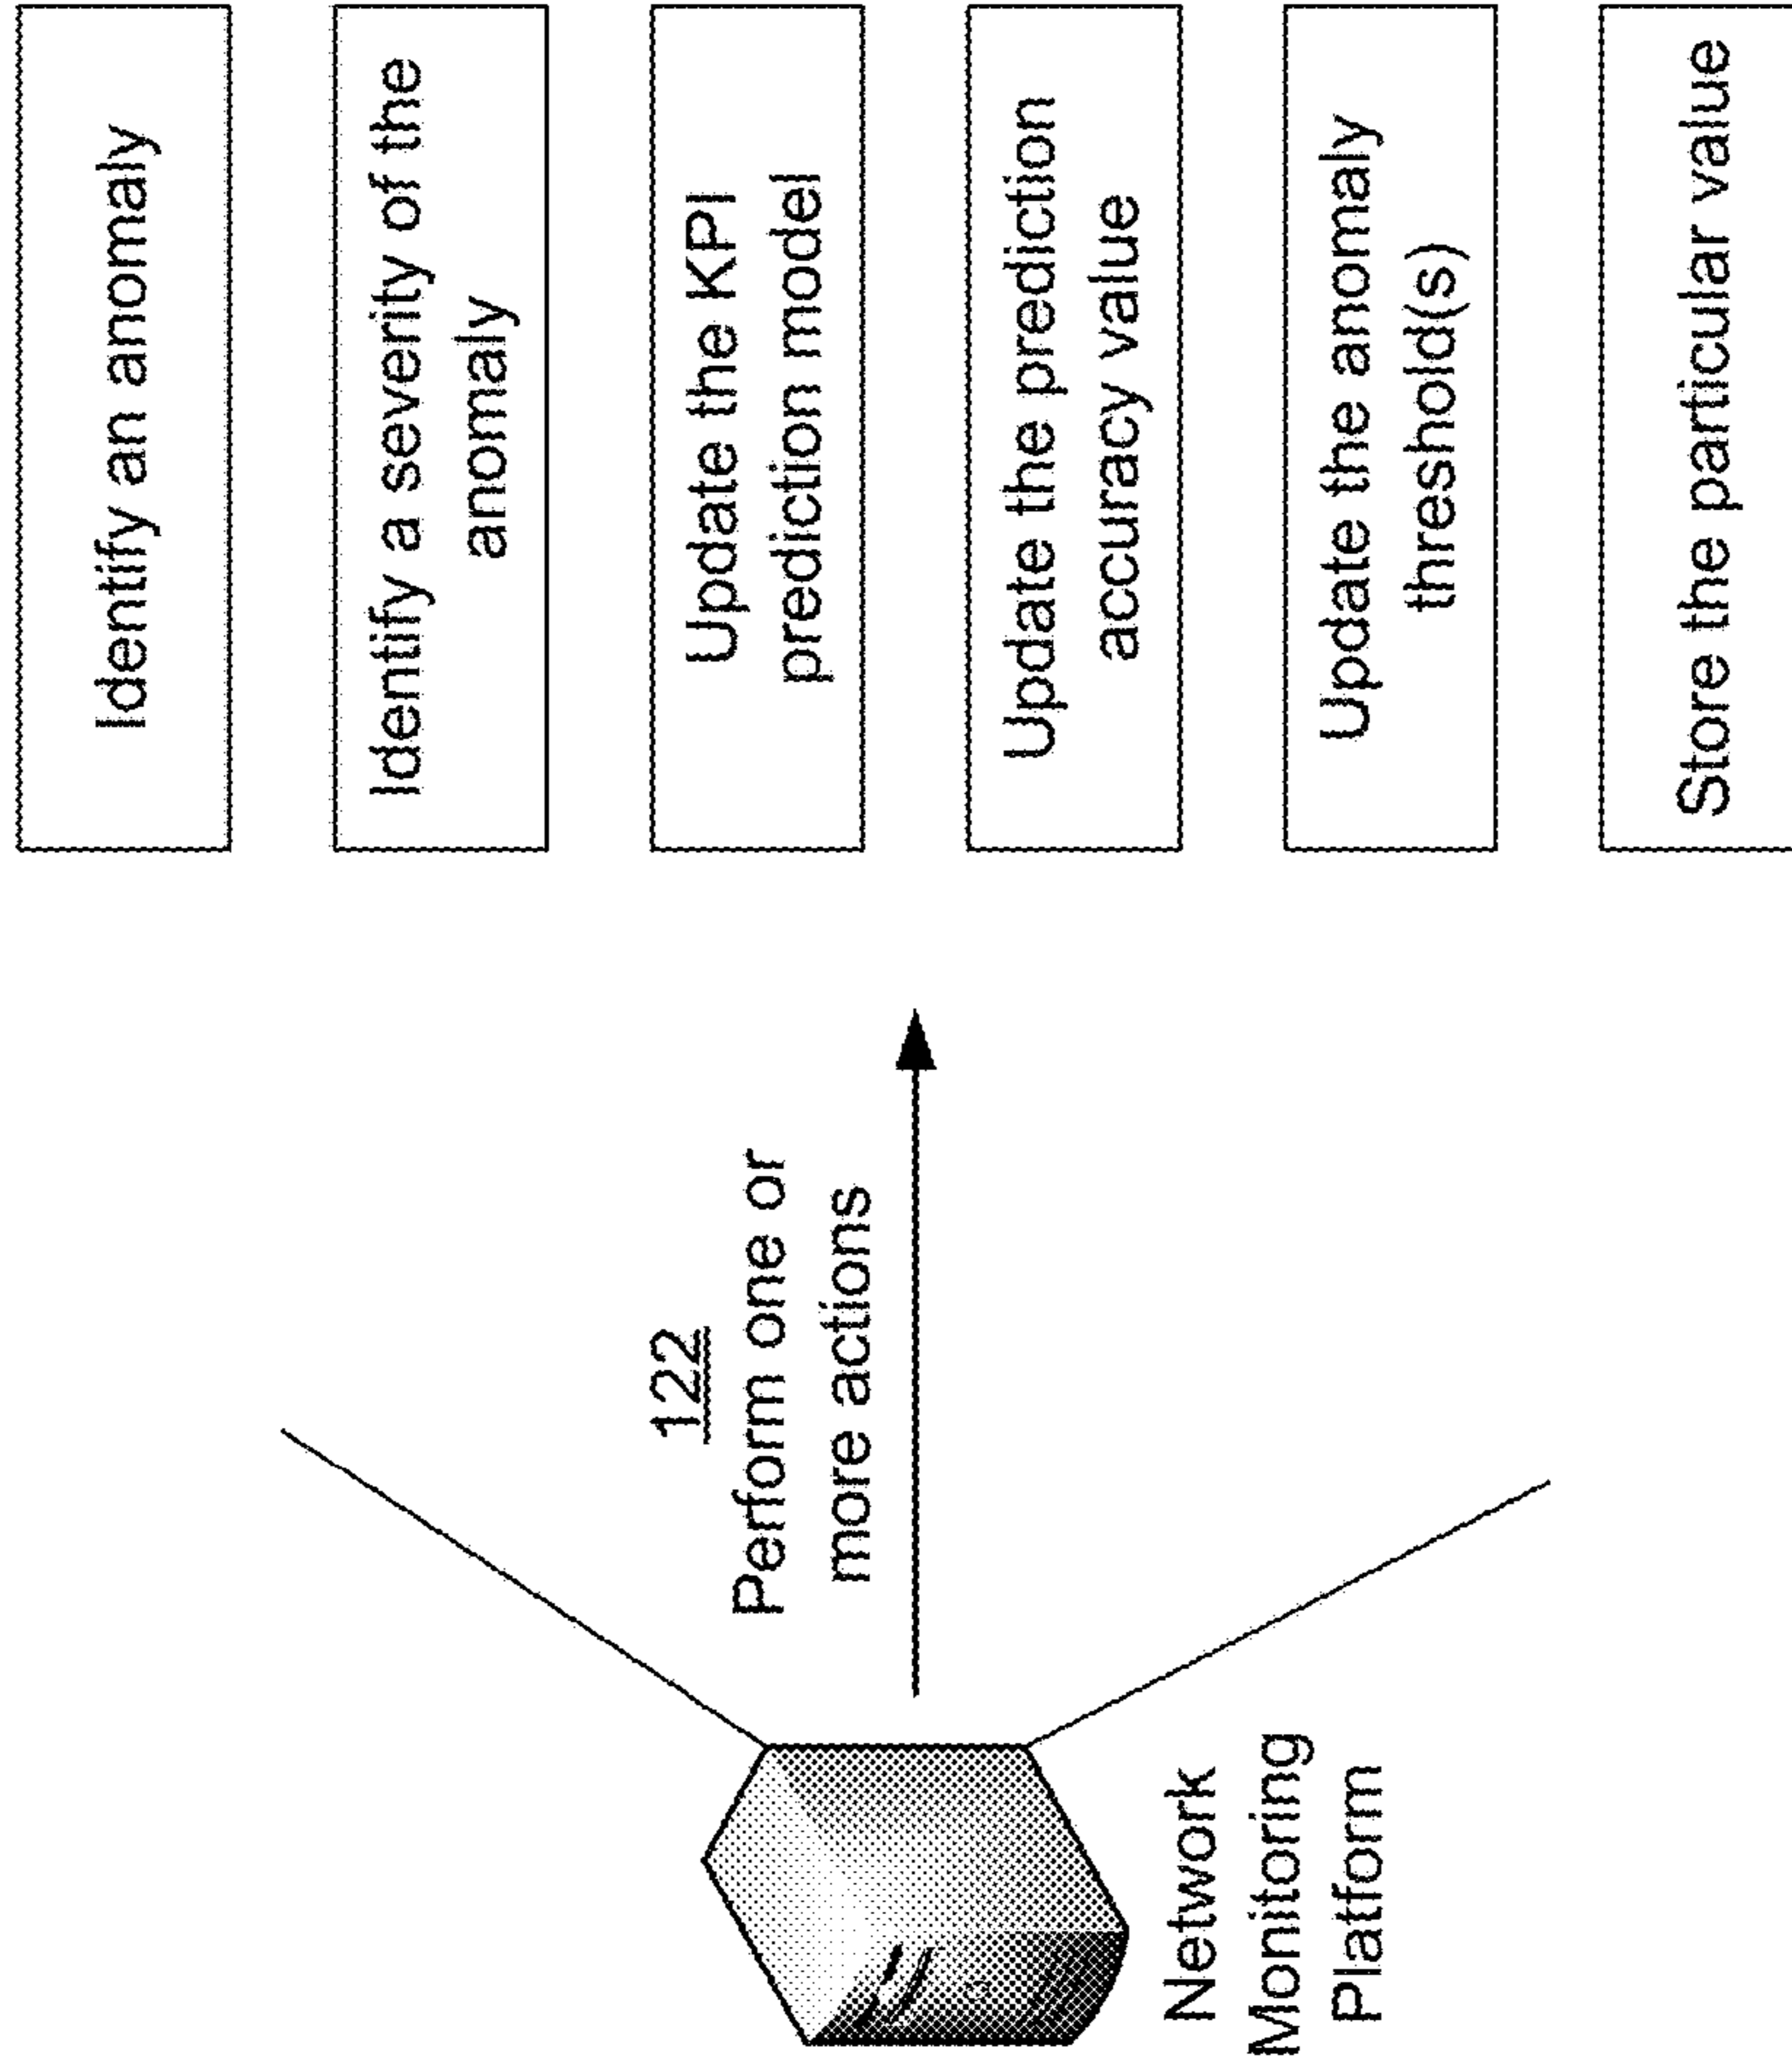 122
Perform one or
more actions
Network
Monitoring
Platform
Identify an anomaly
Identify a severity of the
anomaly
Update the KPI
prediction model
Update the prediction
accuracy value
Update the anomaly
threshold(s)
Store the particular value